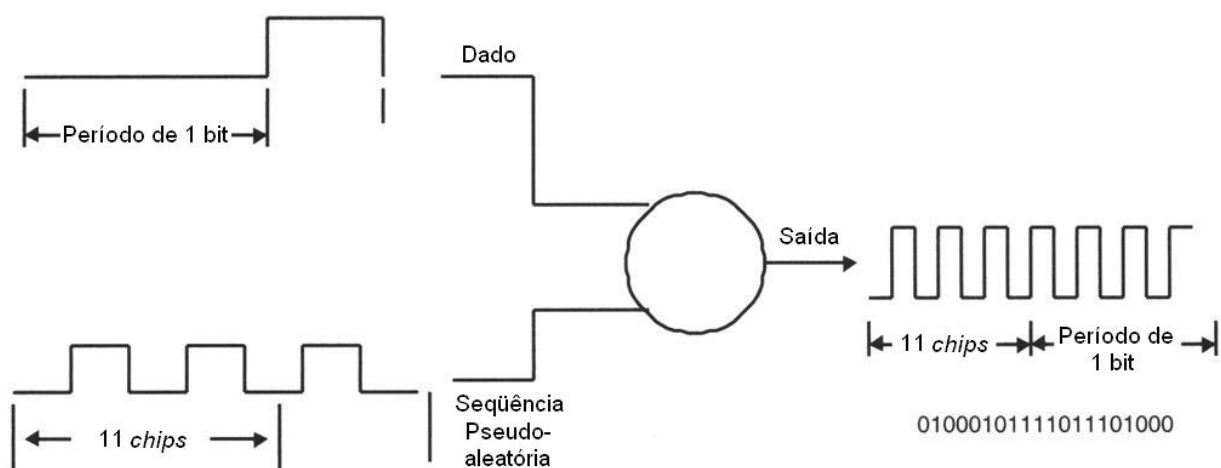 Dado
Período de 1 bit
Saída
11 chips
Período de
1 bit
11 chips
Seqüência
Pseudo-
aleatória
01000101111011101000